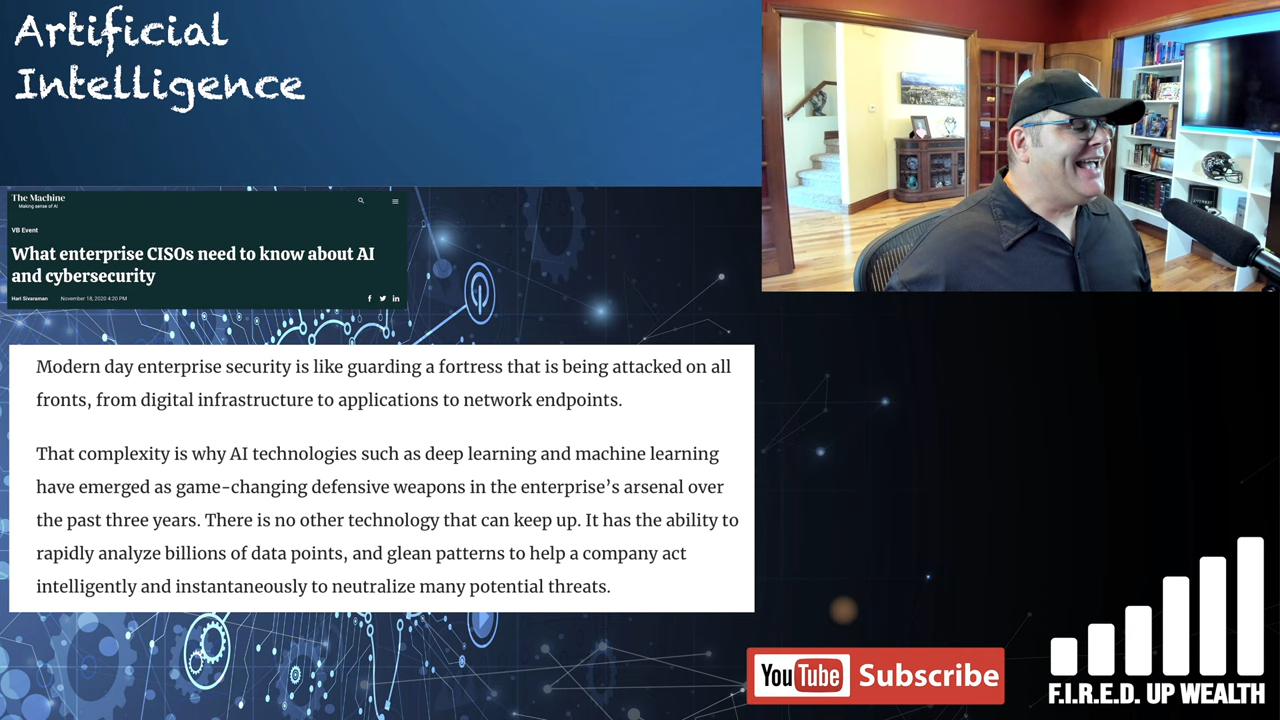 Artificial
Intelligence
The Machine
Making sense of AI
VB Event
What enterprise CISOs need to know about AI
and cybersecurity
Hari Sivaraman November 18, 2020 4:20 PM
Modern day enterprise security is like guarding a fortress that is being attacked on all
fronts, from digital infrastructure to applications to network endpoints.
That complexity is why AI technologies such as deep learning and machine learning
have emerged as game-changing defensive weapons in the enterprise’s arsenal over
the past three years. There is no other technology that can keep up. It has the ability to
rapidly analyze billions of data points, and glean patterns to help a company act
intelligently and instantaneously to neutralize many potential threats.
YouTube Subscribe
F.I.R.E.D. UP WEALTH